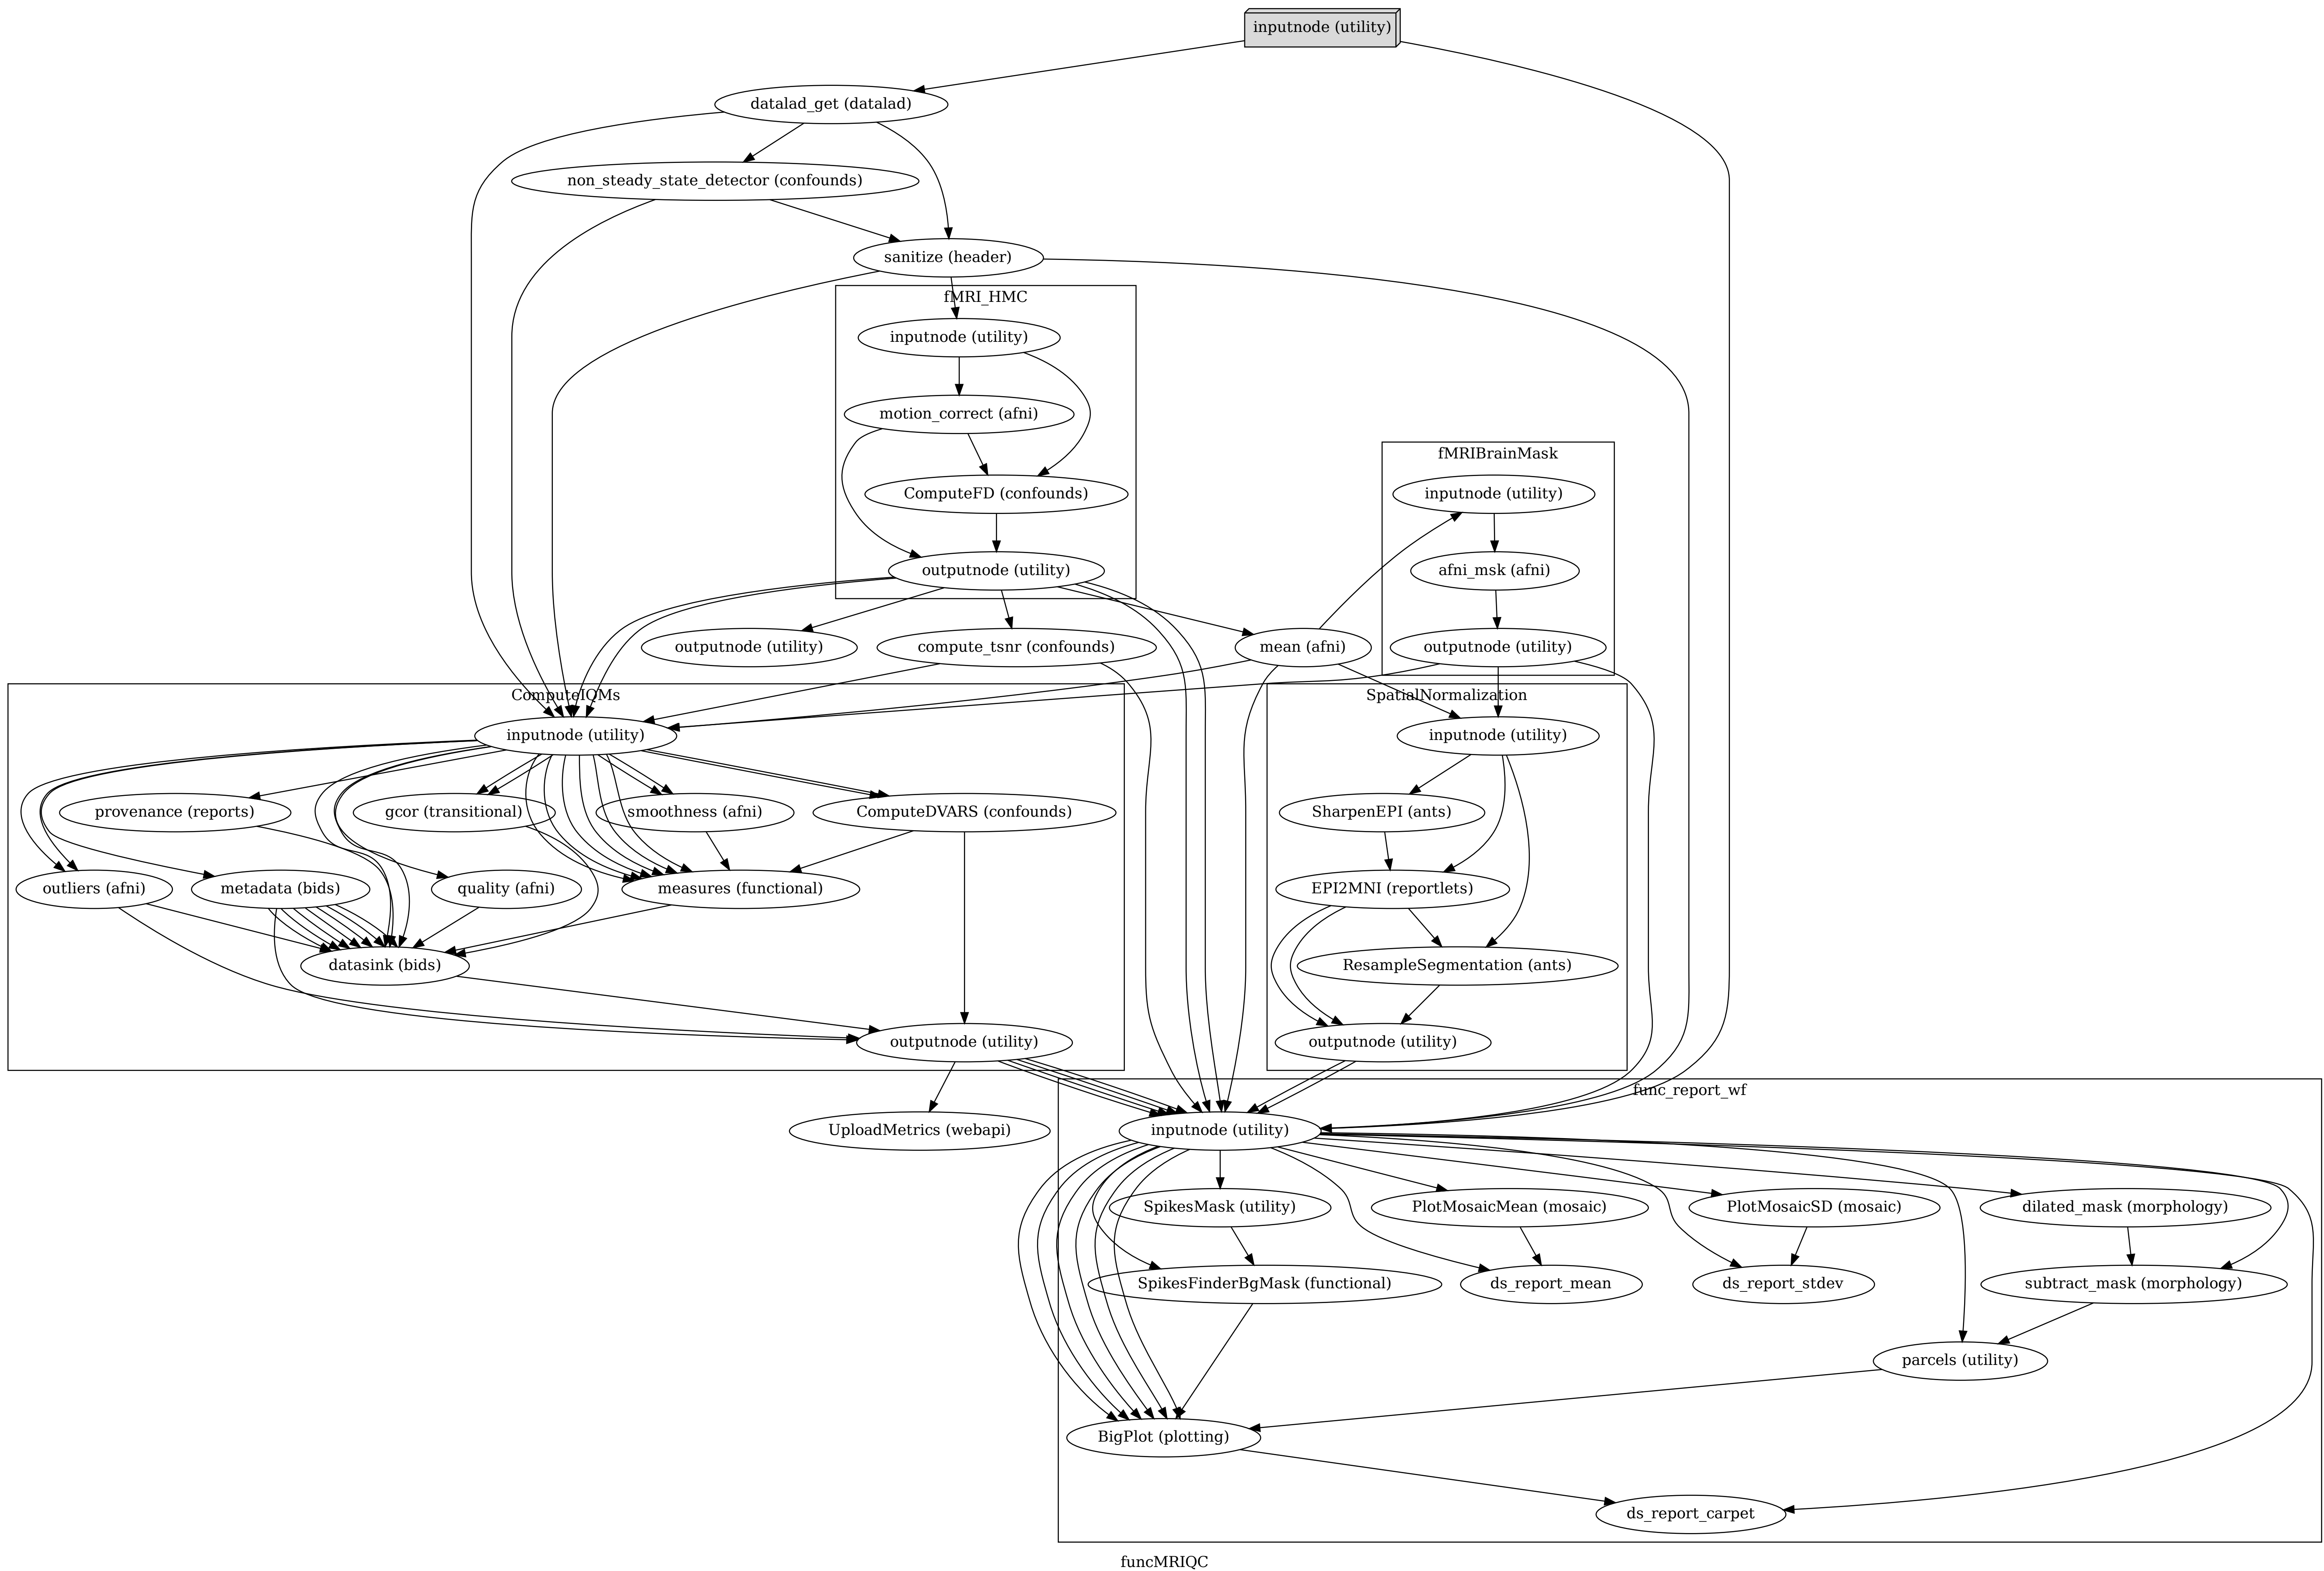 inputnode (utility)
datalad_get (datalad)
non_steady_state_detector (confounds)
sanitize (header)
fMRI_HMC
inputnode (utility)
motion_correct (afni)
fMRIBrainMask
ComputeFD (confounds)
inputnode (utility)
outputnode (utility)
afni_msk (afni)
outputnode (utility)
compute_tsnr (confounds)
mean (afni)
outputnode (utility)
ComputeIQMs
SpatialNormalization
inputnode (utility)
inputnode (utility)
provenance (reports)
gcor (transitional)
smoothness (afni)
ComputeDVARS (confounds)
SharpenEPI (ants)
outliers (afni)
metadata (bids)
quality (afni)
measures (functional)
EPI2MNI (reportlets)
datasink (bids)
ResampleSegmentation (ants)
outputnode (utility)
outputnode (utility)
func_report_wf
UploadMetrics (webapi)
inputnode (utility)
SpikesMask (utility)
PlotMosaicMean (mosaic)
PlotMosaicSD (mosaic)
dilated_mask (morphology)
SpikesFinderBgMask (functional)
ds_report_mean
ds_report_stdev
subtract_mask (morphology)
parcels (utility)
BigPlot (plotting)
ds_report_carpet
funcMRIQC